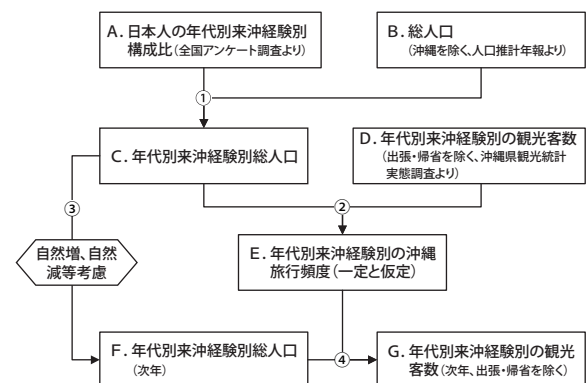 A. 日本人の年代別来沖経験別
構成比(全国アンケート調査より)
B. 総人口
(沖縄を除く、人口推計年報より)
①
C. 年代別来沖経験別総人口
D. 年代別来沖経験別の観光客数
(出張・帰省を除く、沖縄県観光統計
実態調査より)
③
②
自然増、自然
減等考慮
E. 年代別来沖経験別の沖縄
旅行頻度(一定と仮定)
F. 年代別来沖経験別総人口
(次年)
④
G. 年代別来沖経験別の観光
客数(次年、出張・帰省を除く)